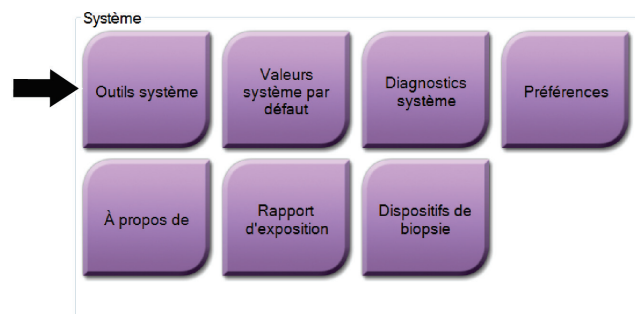 Système
Outils système
Valeurs
système par
défaut
Diagnostics
système
Préférences
À propos de
Rapport
d'exposition
Dispositifs de
biopsie